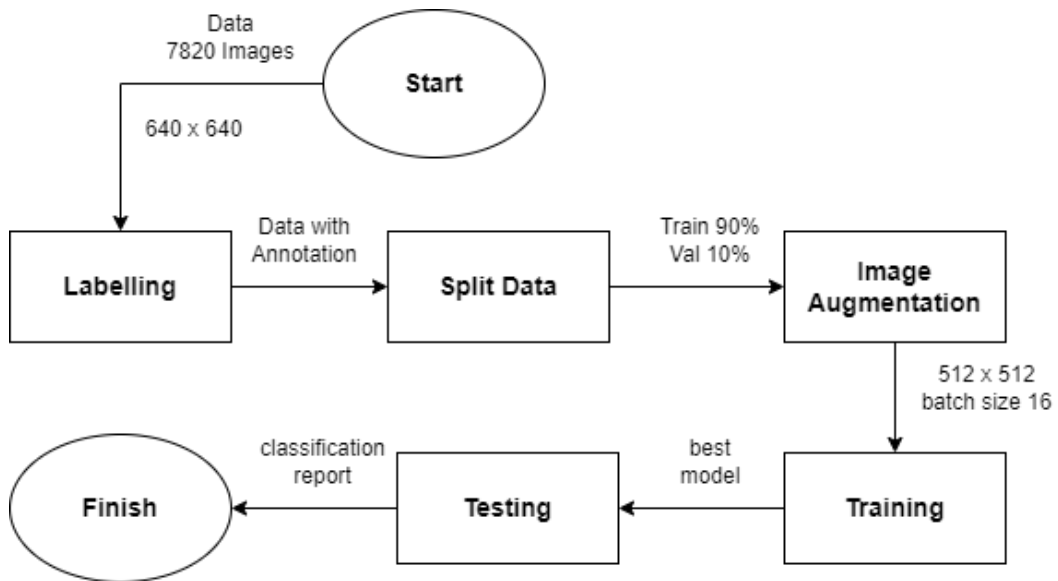 Data
7820 Images
Start
640 x 640
Labelling
Data with
Annotation
Split Data
Train 90%
Val 10%
Image
Augmentation
512 x 512
batch size 16
Training
best
model
Testing
classification
report
Finish